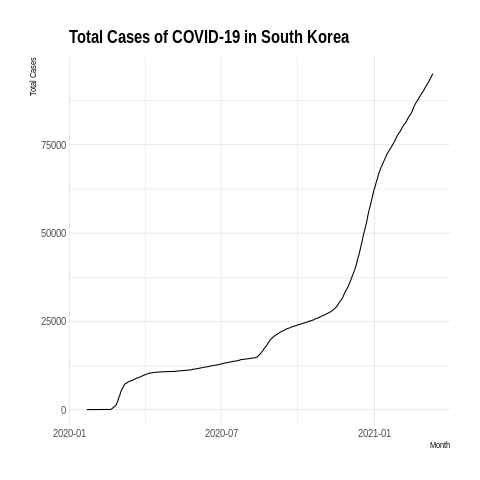 Total Cases of COVID-19 in South Korea
Total Cases
75000
50000
25000
0
2020-01
2020-07
2021-01
Month